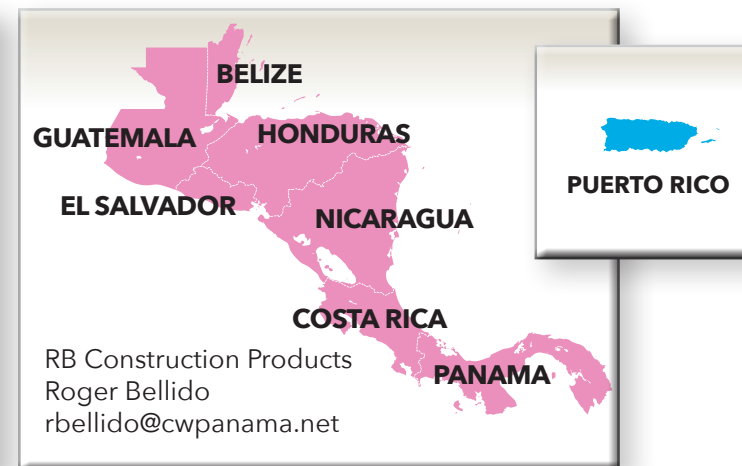 BELIZE
GUATEMALA
HONDURAS
EL SALVADOR
NICARAGUA
COSTA RICA
PANAMA
RB Construction Products
Roger Bellido
rbellido@cwpanama.net
PUERTO RICO